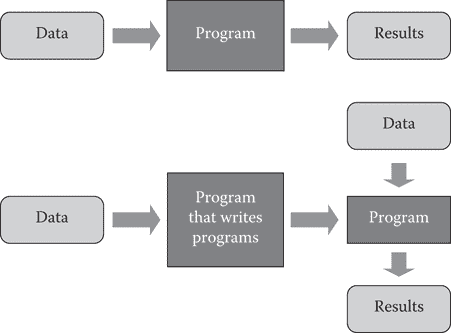 Data
Program
Results
Data
Data
Program
that writes
programs
Program
Results